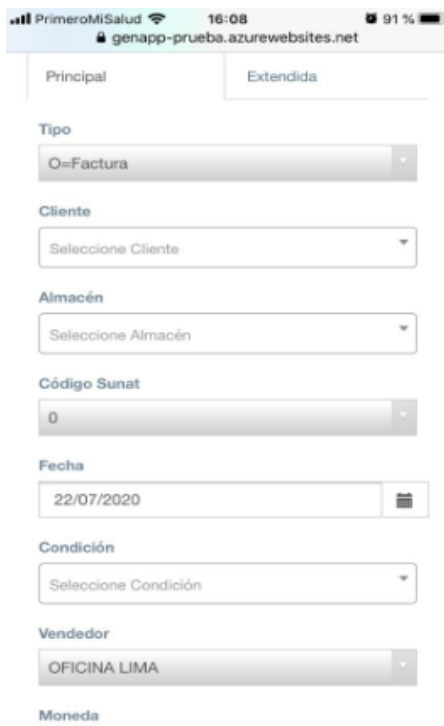 PrimeroMiSalud 16:08 91 %
genapp-prueba.azurewebsites.net
Principal Extendida
Tipo
O=Factura
Cliente
Seleccione Cliente
Almacén
Seleccione Almacén
Código Sunat
0
Fecha
22/07/2020
Condición
Seleccione Condición
Vendedor
OFICINA LIMA
Moneda